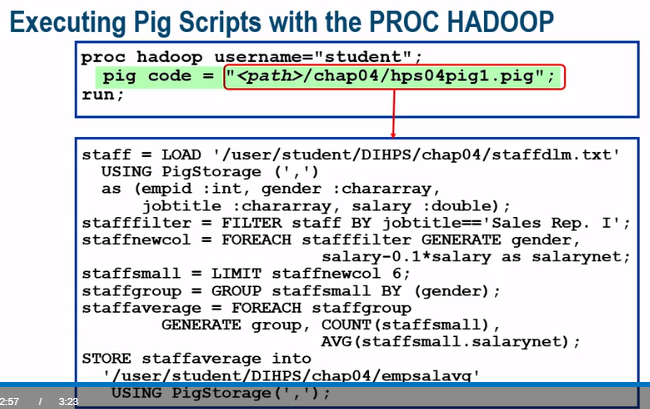 Executing Pig Scripts with the PROC HADOOP
proc hadoop username="student";
pig code = "<path>/chap04/hps04pig1.pig";
run;
staff = LOAD '/user/student/DIHPS/chap04/staffdlm.txt'
USING PigStorage (',')
as (empid :int, gender :chararray,
jobtitle :chararray, salary :double);
stafffilter = FILTER staff BY jobtitle=='Sales Rep. I';
staffnewcol = FOREACH stafffilter GENERATE gender,
salary-0.1*salary as salarynet;
staffsmall = LIMIT staffnewcol 6;
staffgroup = GROUP staffsmall BY (gender);
staffaverage = FOREACH staffgroup
GENERATE group, COUNT(staffsmall),
AVG(staffsmall.salarynet);
STORE staffaverage into
'/user/student/DIHPS/chap04/empsalavg'
USING PigStorage(',');
2:57 / 3:23